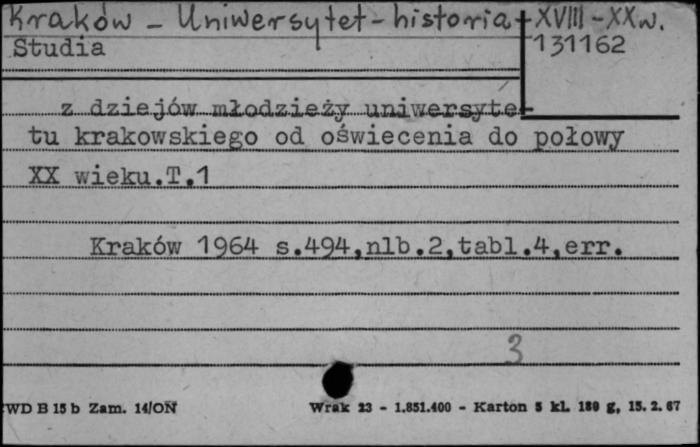 Kraków - Uniwersytet - historia - XVIII - XX w.
Studia
131162
z dziejów młodzieży uniwersyte-
tu krakowskiego od oświecenia do połowy
XX wieku.T.1
Kraków 1964 s.494,nlb.2,tabl.4,err.
3
WD B 15 b Zam. 14/ON Wrak 23 - 1.851.400 - Karton 5 kl. 180 g, 15. 2. 67